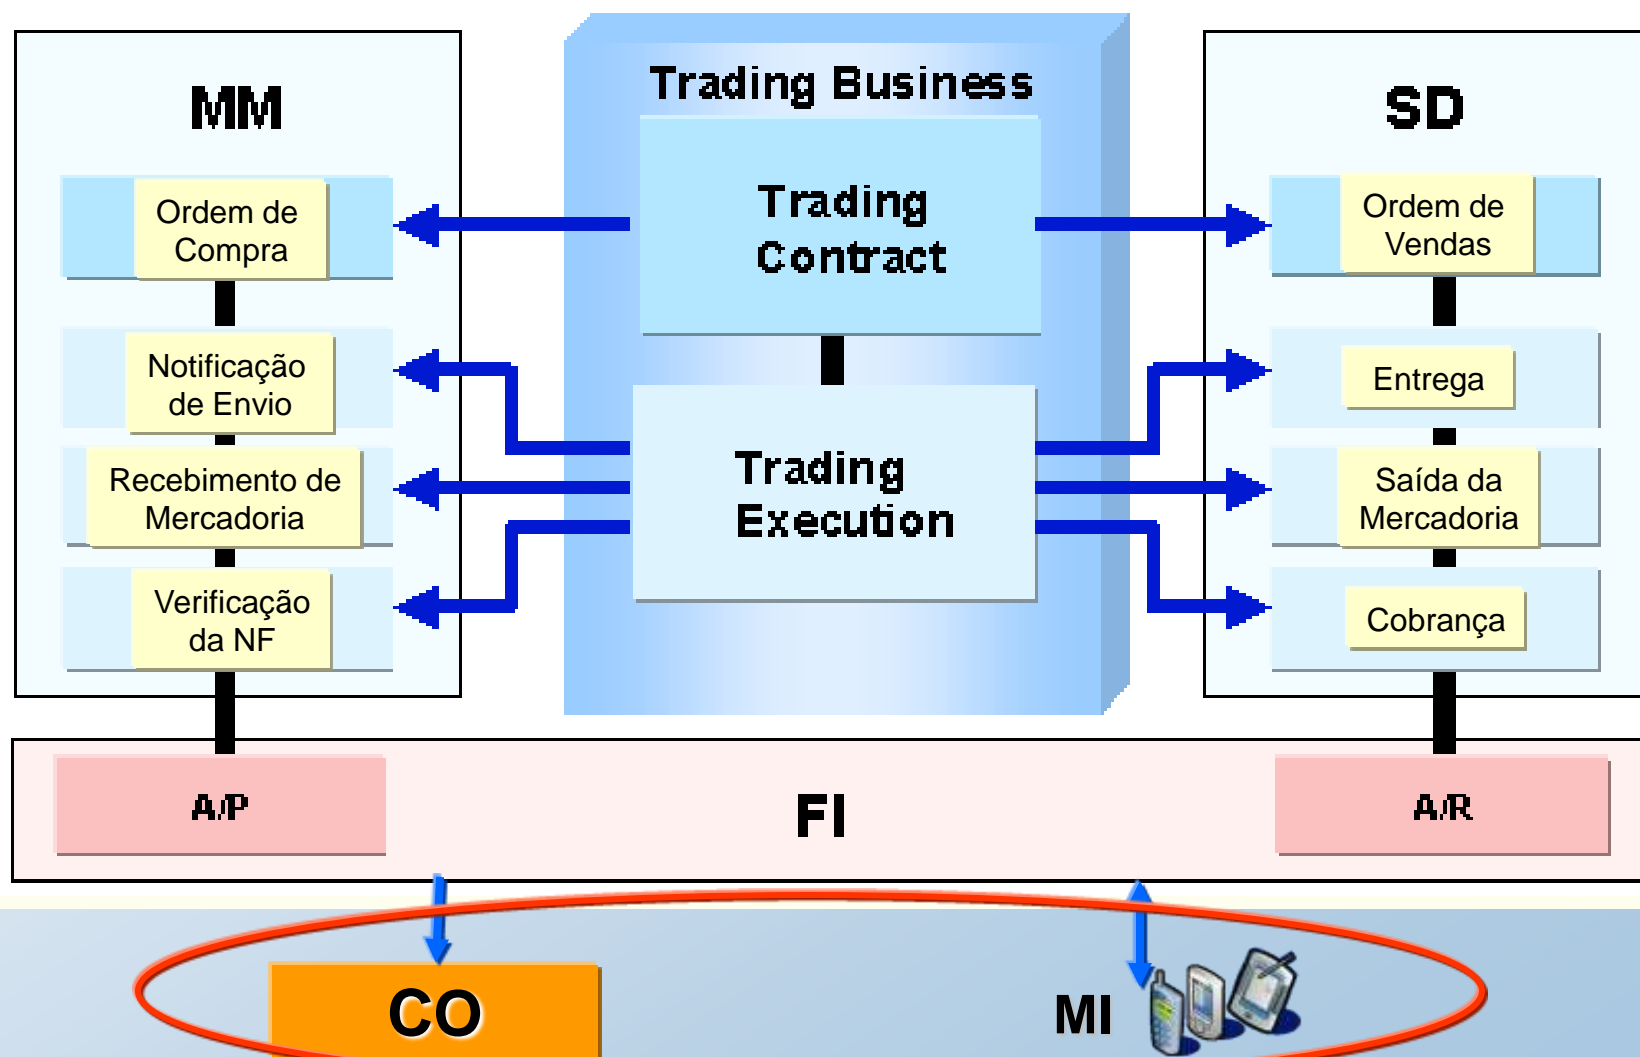 MM
Ordem de
Compra
Notificação
de Envio
Recebimento de
Mercadoria
Verificação
da NF
Trading Business
Trading
Contract
Trading
Execution
SD
Ordem de
Vendas
Entrega
Saída da
Mercadoria
Cobrança
A/P
FI
A/R
CO
MI